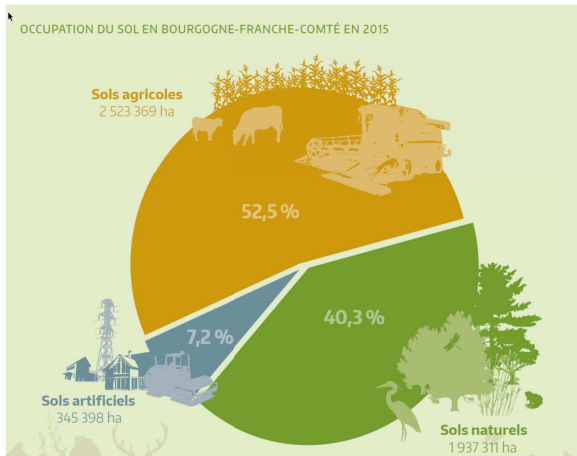 OCCUPATION DU SOL EN BOURGOGNE-FRANCHE-COMTÉ EN 2015
Sols agricoles
2 523 369 ha
52,5 %
40,3 %
7,2 %
Sols artificiels
345 398 ha
Sols naturels
1 937 311 ha